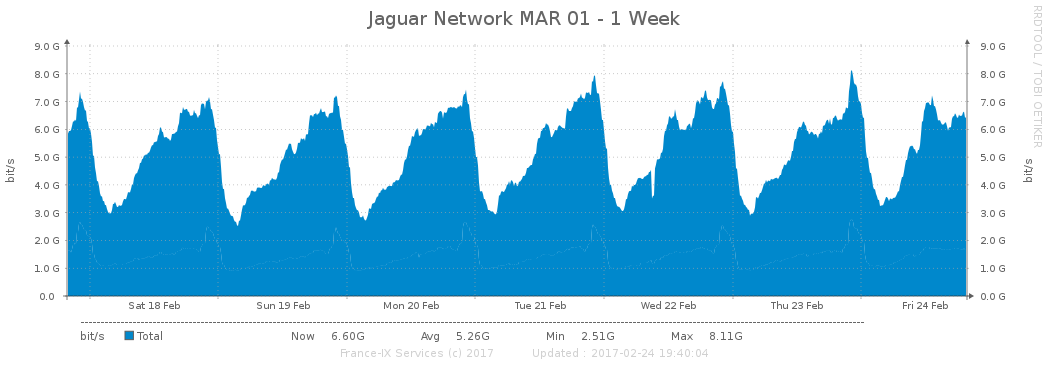 Jaguar Network MAR 01 - 1 Week
RRDTOOL / TOBI OETIKER
9.0 G 9.0 G
8.0 G 8.0 G
7.0 G 7.0 G
6.0 G 6.0 G
5.0 G 5.0 G
4.0 G 4.0 G
3.0 G 3.0 G
2.0 G 2.0 G
1.0 G 1.0 G
0.0 0.0 G
bit/s bit/s
Sat 18 Feb Sun 19 Feb Mon 20 Feb Tue 21 Feb Wed 22 Feb Thu 23 Feb Fri 24 Feb
bit/s Total Now 6.60G Avg 5.26G Min 2.51G Max 8.11G
France-IX Services (c) 2017 Updated : 2017-02-24 19:40:04